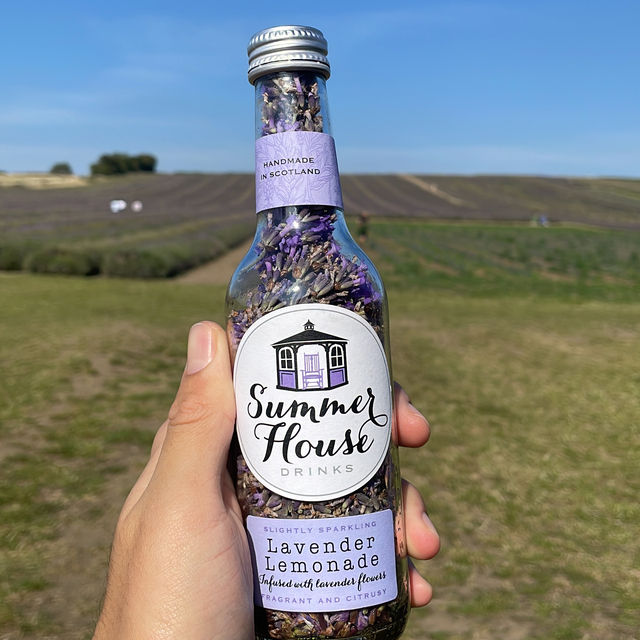 HANDMADE
IN SCOTLAND
Summer
House
DRINKS
SLIGHTLY SPARKLING
Lavender
Lemonade
Infused with lavender flowers
FRAGRANT AND CITRUSY